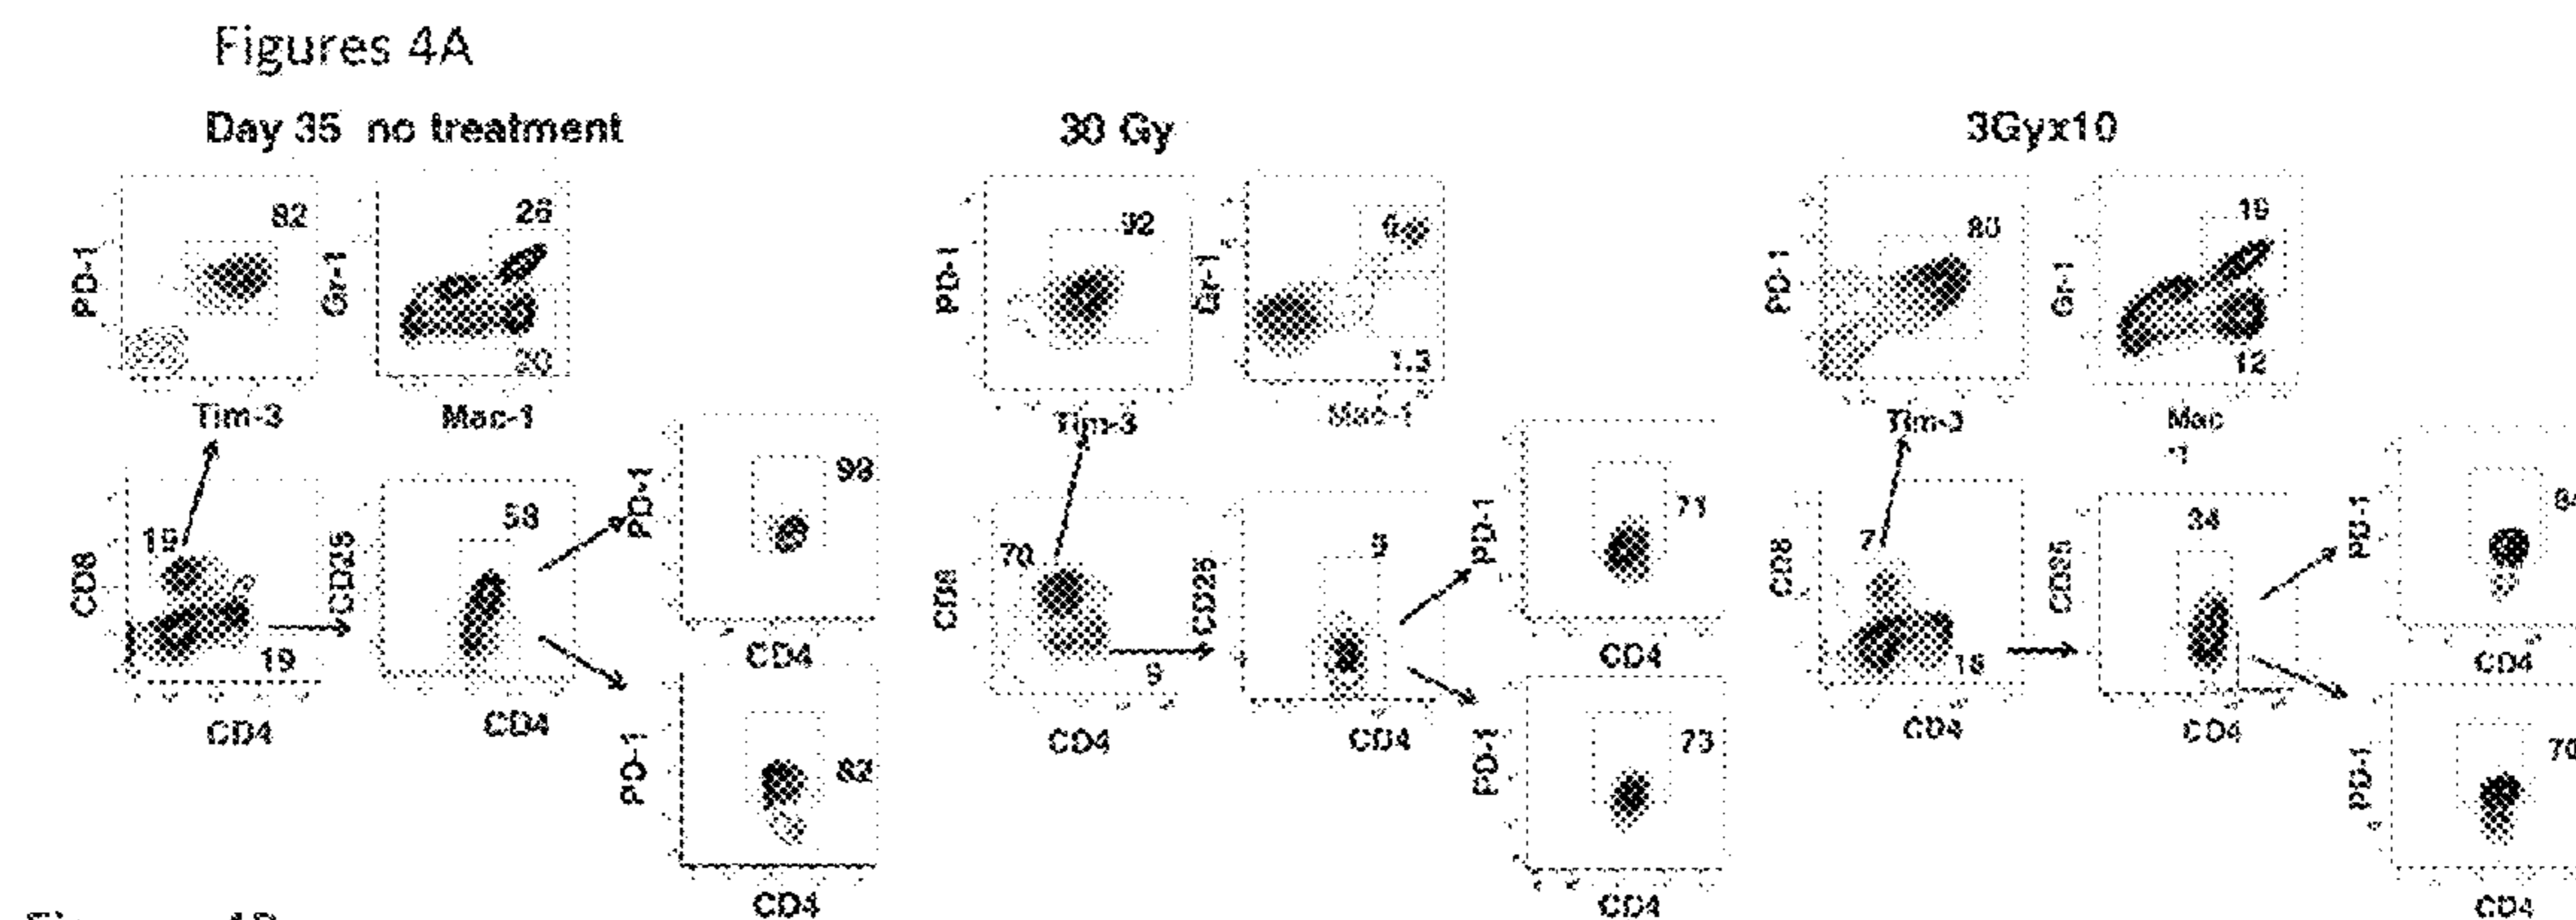 Figures 4A
Day 35 no treatment
30 Gy
3Gyx10
82
26
PD-1
Gr-1
20
Tim-3
Mac-1
92
PD-1
Gr-1
1.3
Tim-3
Mac-1
80
19
PD-1
Gr-1
12
Tim-3
Mac
-1
CD8
19
CD4
CD25
58
CD4
PD-1
CD4
PD-1
82
CD4
CD8
CD4
CD25
9
CD4
PD-1
71
CD4
PD-1
73
CD4
CD8
7
CD4
CD25
34
CD4
PD-1
CD4
PD-1
70
CD4